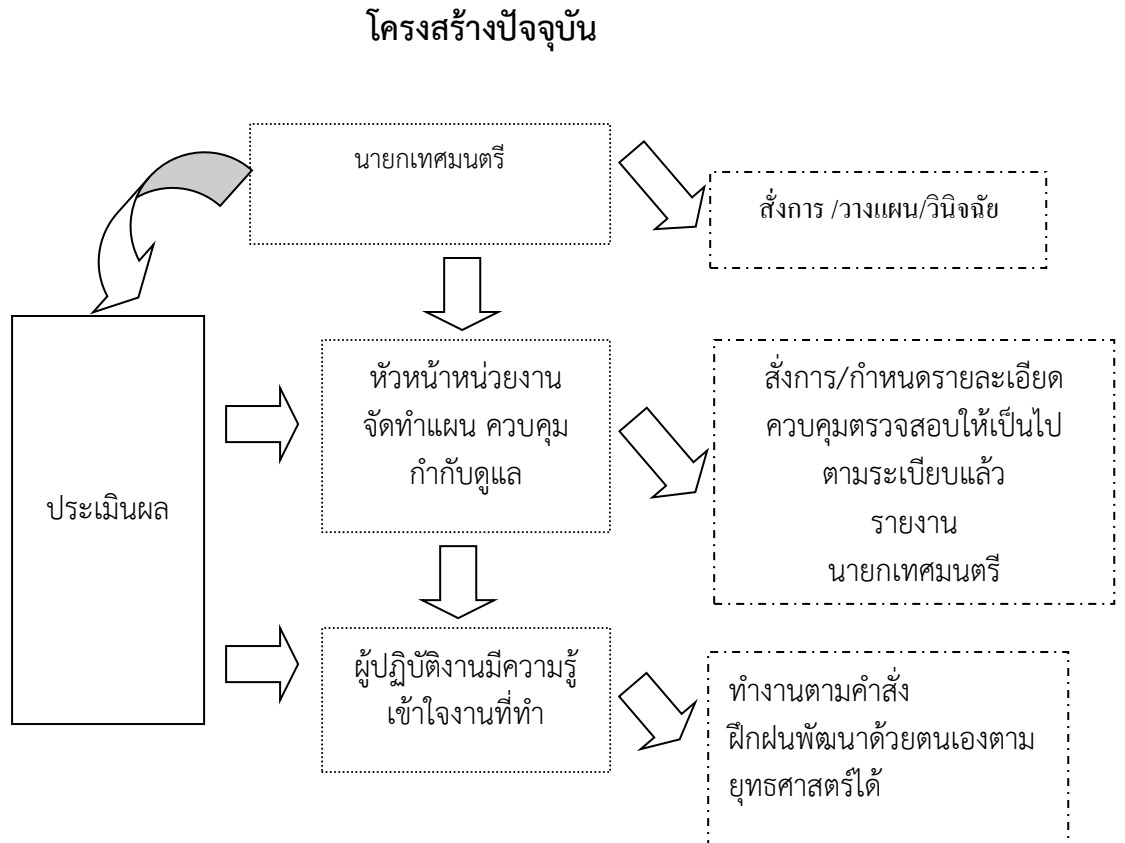 โครงสร้างปัจจุบัน
นายกเทศมนตรี
สั่งการ /วางแผน/วินิจฉัย
หัวหน้าหน่วยงาน
จัดทำแผน ควบคุม
กำกับดูแล
สั่งการ/กำหนดรายละเอียด
ควบคุมตรวจสอบให้เป็นไป
ตามระเบียบแล้ว
รายงาน
นายกเทศมนตรี
ประเมินผล
ผู้ปฏิบัติงานมีความรู้
เข้าใจงานที่ทำ
ทำงานตามคำสั่ง
ฝึกฝนพัฒนาด้วยตนเองตาม
ยุทธศาสตร์ได้